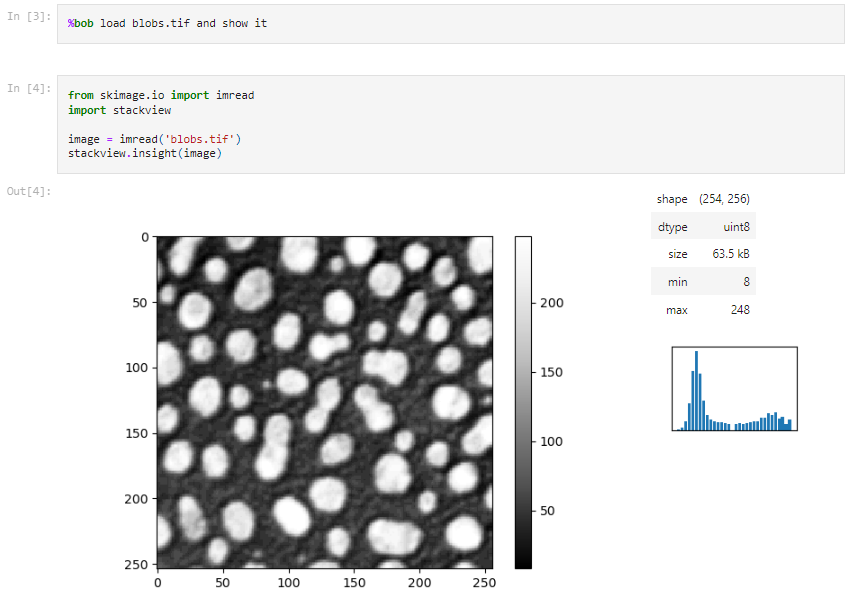 In [3]:
%bob load blobs.tif and show it
In [4]:
from skimage.io import imread
import stackview
image = imread('blobs.tif')
stackview.insight(image)
Out[4]:
0
50
100
150
200
250
0 50 100 150 200 250
200
150
100
50
shape (254, 256)
dtype uint8
size 63.5 kB
min 8
max 248